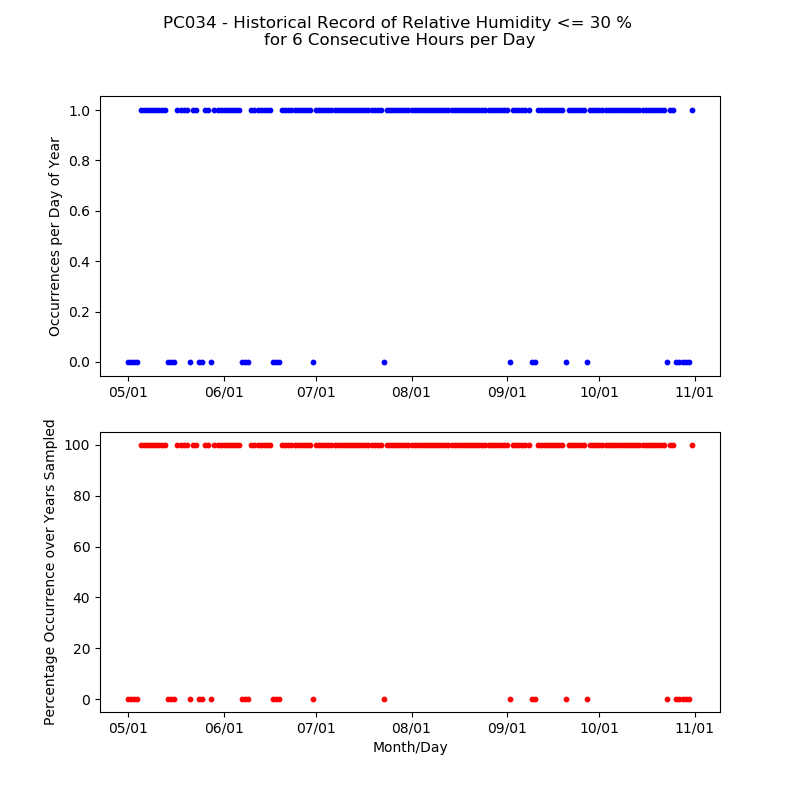 PC034 - Historical Record of Relative Humidity <= 30 %
for 6 Consecutive Hours per Day
Occurrences per Day of Year
1.0
0.8
0.6
0.4
0.2
0.0
05/01 06/01 07/01 08/01 09/01 10/01 11/01
Percentage Occurrence over Years Sampled
100
80
60
40
20
0
05/01 06/01 07/01 08/01 09/01 10/01 11/01
Month/Day